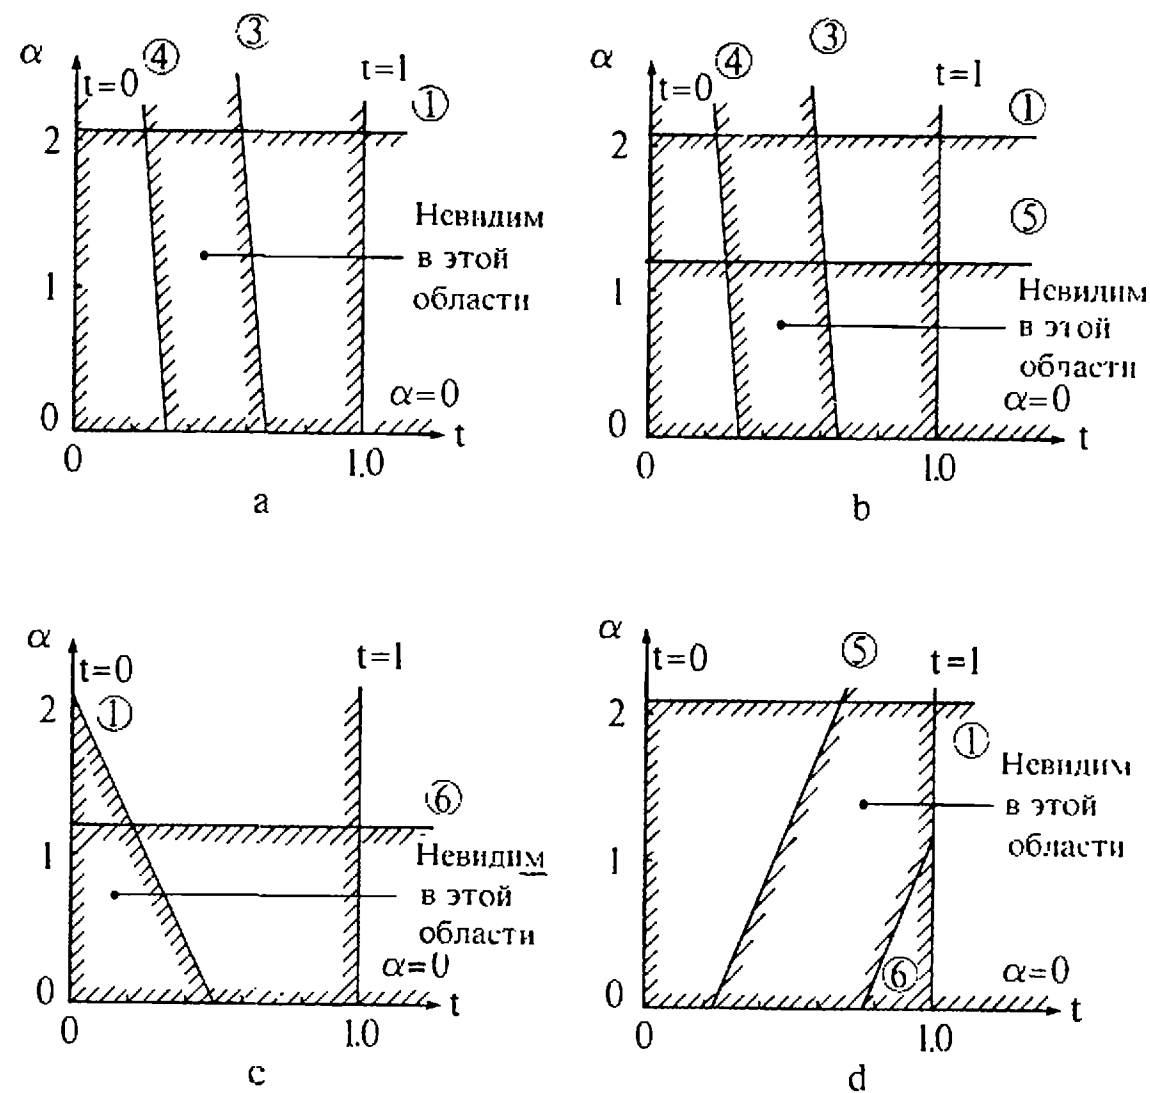 α t=0 ④ ③ t=1 ①
2
Невидим
в этой
1
области
α=0
0
t
0 1.0
a
α t=0 ④ ③ t=1 ①
2
⑤
1
Невидим
в этой
области
α=0
0
t
0 1.0
b
α t=0 t=1
2 ①
⑥
1
Невидим
в этой
области
α=0
0
t
0 1.0
c
α t=0 ⑤ t=1
2
①
Невидим
в этой
1
области
⑥ α=0
0
t
0 1.0
d